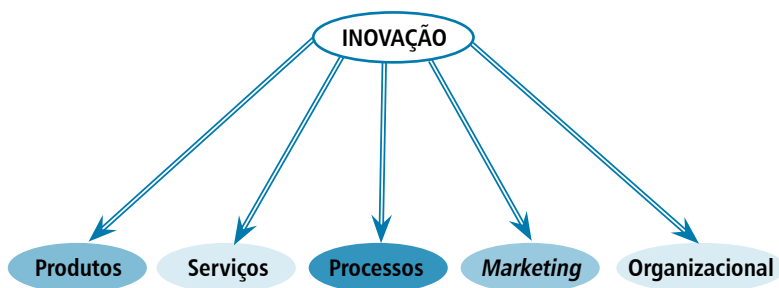 INOVAÇÃO
Produtos
Serviços
Processos
Marketing
Organizacional